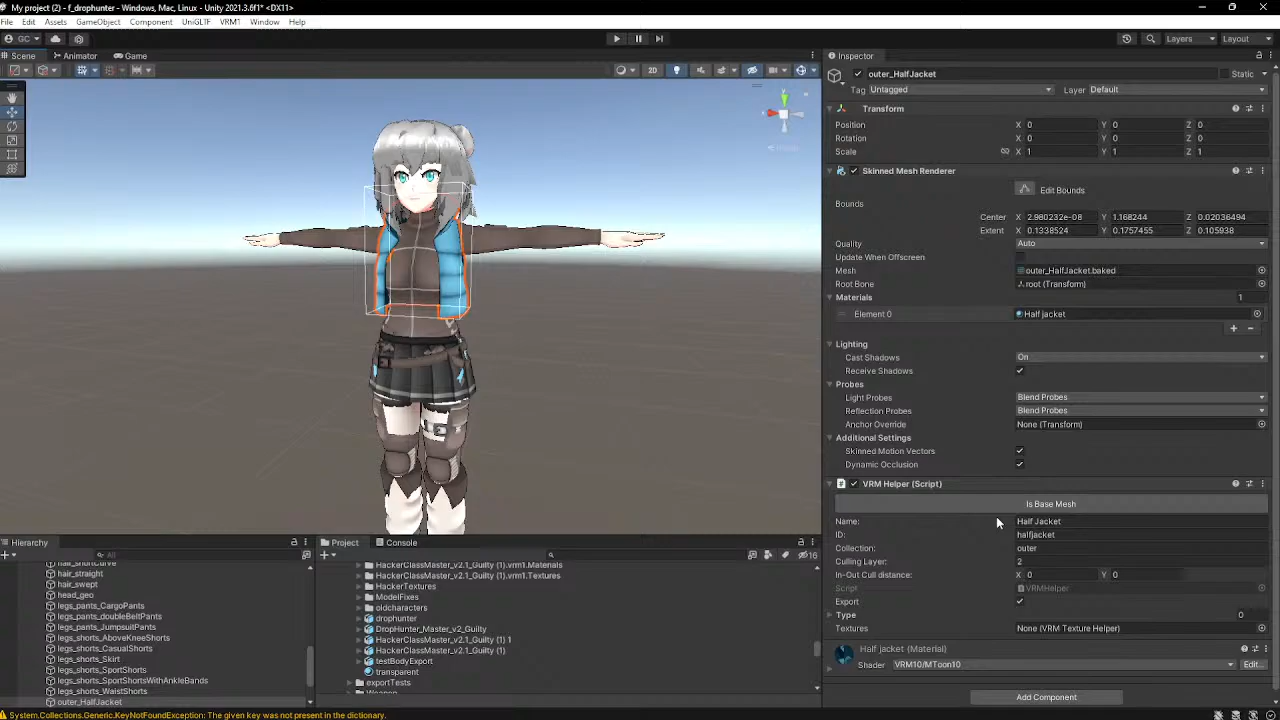 My project (2) - f_drophunter - Windows, Mac, Linux - Unity 2021.3.6f1* <DX11>
File Edit Assets GameObject Component UniGLTF VRM1 Window Help
GC Layers Layout
Scene Animator Game
2D
Inspector
outer_HalfJacket Static
Tag Untagged Layer Default
Transform
Position X 0 Y 0 Z 0
Rotation X 0 Y 0 Z 0
Scale X 1 Y 1 Z 1
Skinned Mesh Renderer
Edit Bounds
Bounds
Center X 2.980232e-08 Y 1.168244 Z 0.02036494
Extent X 0.1338524 Y 0.1757455 Z 0.105938
Quality Auto
Update When Offscreen
Mesh outer_HalfJacket.baked
Root Bone root (Transform)
Materials 1
Element 0 Half jacket
Lighting
Cast Shadows On
Receive Shadows
Probes
Light Probes Blend Probes
Reflection Probes Blend Probes
Anchor Override None (Transform)
Additional Settings
Skinned Motion Vectors
Dynamic Occlusion
VRM Helper (Script)
Is Base Mesh
Name: Half Jacket
ID: halfjacket
Collection: outer
Culling Layer: 2
In-Out Cull distance: X 0 Y 0
Script VRMHelper
Export
Type 0
Textures None (VRM Texture Helper)
Half jacket (Material)
Shader VRM10/MToon10 Edit...
Add Component
Hierarchy
All
hair_shortCurve
hair_straight
hair_swept
head_geo
legs_pants_CargoPants
legs_pants_doubleBeltPants
legs_pants_JumpsuitPants
legs_shorts_AboveKneeShorts
legs_shorts_CasualShorts
legs_shorts_Skirt
legs_shorts_SportShorts
legs_shorts_SportShortsWithAnkleBands
legs_shorts_WaistShorts
outer_HalfJacket
Project Console
16
HackerClassMaster_v2.1_Guilty (1).vrm1.Materials
HackerClassMaster_v2.1_Guilty (1).vrm1.Textures
HackerTextures
ModelFixes
oldcharacters
drophunter
DropHunter_Master_v2_Guilty
HackerClassMaster_v2.1_Guilty (1) 1
HackerClassMaster_v2.1_Guilty (1)
testBodyExport
transparent
exportTests
Weapon
System.Collections.Generic.KeyNotFoundException: The given key was not present in the dictionary.